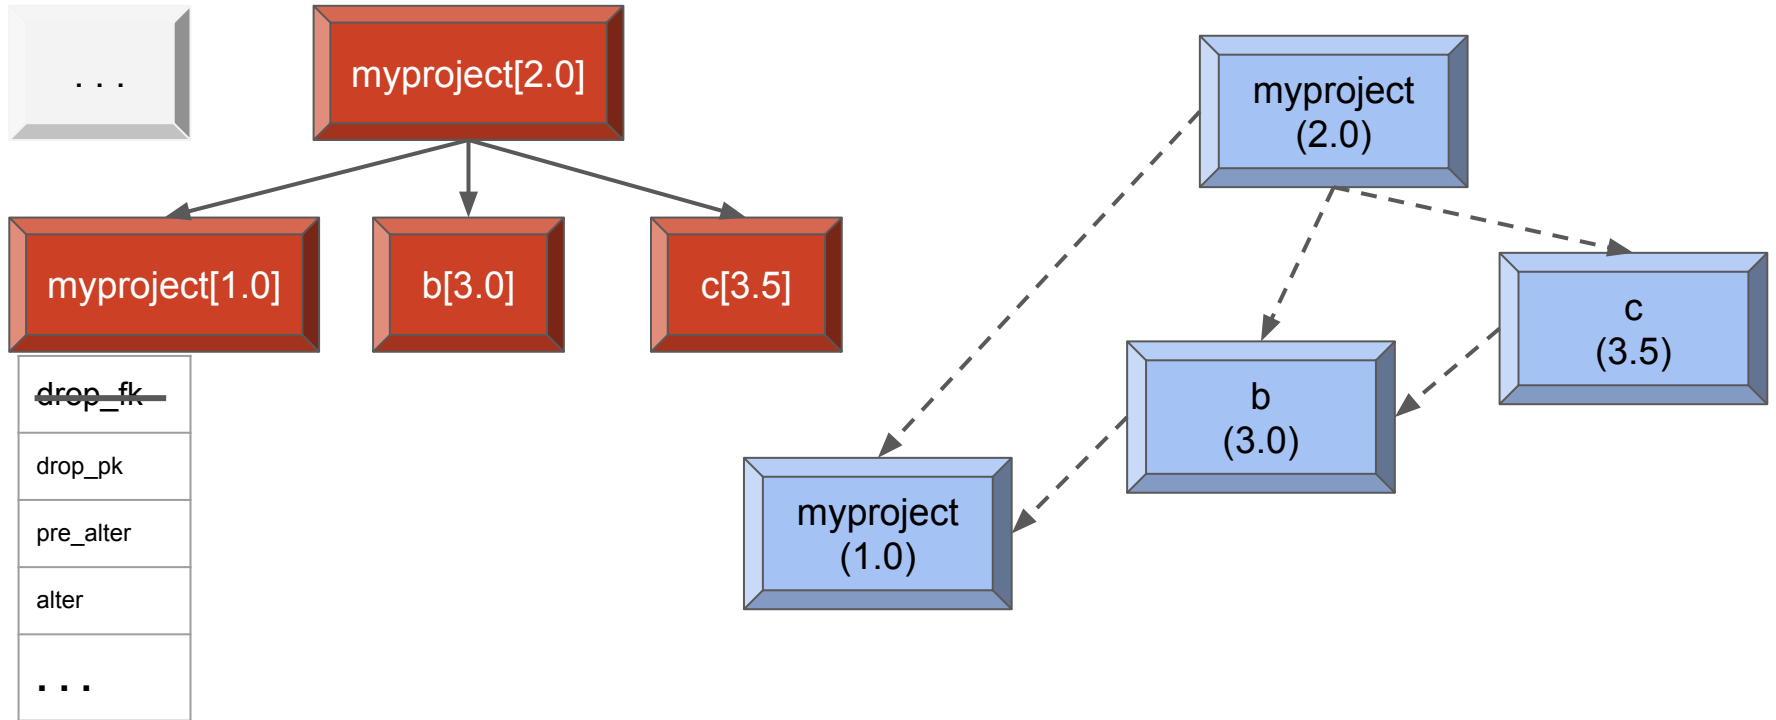 . . .
myproject[2.0]
myproject[1.0]
b[3.0]
c[3.5]
drop_fk
drop_pk
pre_alter
alter
. . .
myproject
(2.0)
c
(3.5)
b
(3.0)
myproject
(1.0)